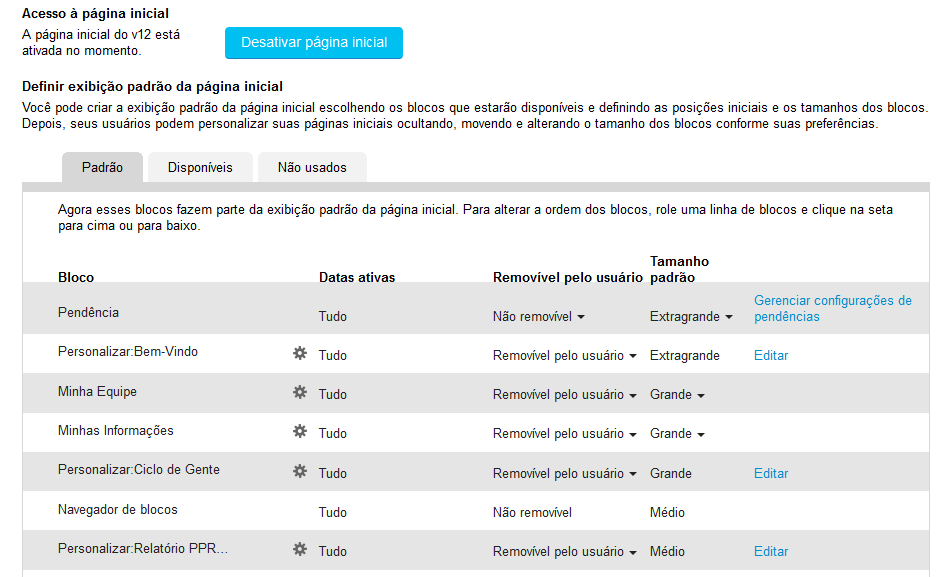 Acesso à página inicial
A página inicial do v12 está
ativada no momento.
Desativar página inicial
Definir exibição padrão da página inicial
Você pode criar a exibição padrão da página inicial escolhendo os blocos que estarão disponíveis e definindo as posições iniciais e os tamanhos dos blocos.
Depois, seus usuários podem personalizar suas páginas iniciais ocultando, movendo e alterando o tamanho dos blocos conforme suas preferências.
Padrão Disponíveis Não usados
Agora esses blocos fazem parte da exibição padrão da página inicial. Para alterar a ordem dos blocos, role uma linha de blocos e clique na seta
para cima ou para baixo.
Bloco Datas ativas Removível pelo usuário Tamanho
padrão
Pendência Tudo Não removível Extragrande Gerenciar configurações de
pendências
Personalizar:Bem-Vindo Tudo Removível pelo usuário Extragrande Editar
Minha Equipe Tudo Removível pelo usuário Grande
Minhas Informações Tudo Removível pelo usuário Grande
Personalizar:Ciclo de Gente Tudo Removível pelo usuário Grande Editar
Navegador de blocos Tudo Não removível Médio
Personalizar:Relatório PPR... Tudo Removível pelo usuário Médio Editar